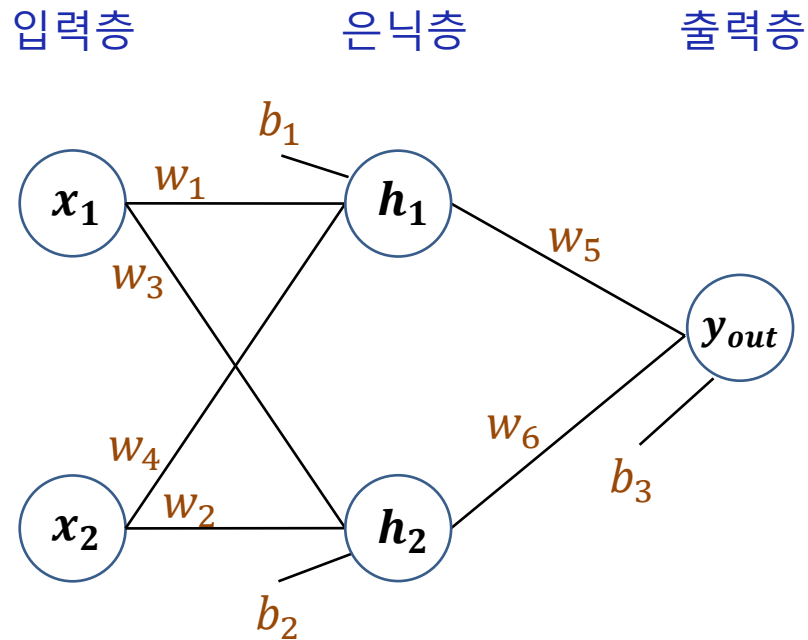 입력층 은닉층 출력층
b₁
x₁ w₁ h₁
w₅
w₃
y_out
w₄ w₆
x₂ w₂ h₂ b₃
b₂